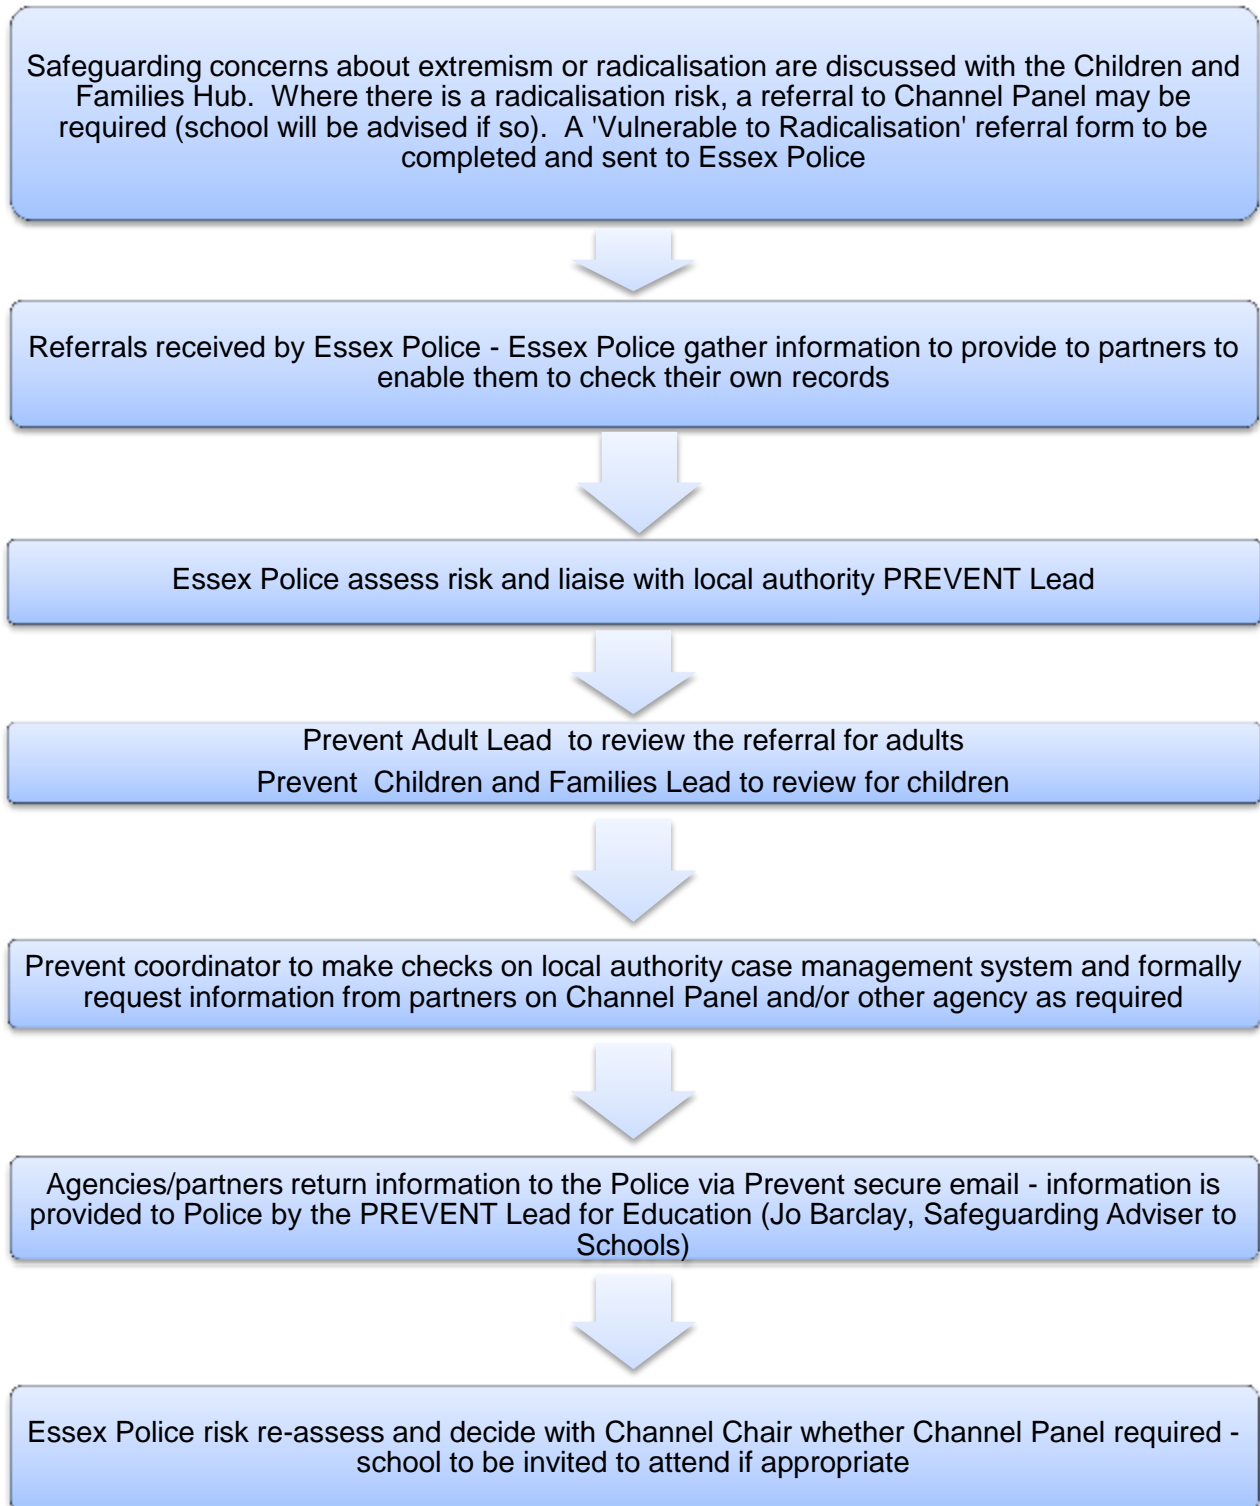 Safeguarding concerns about extremism or radicalisation are discussed with the Children and
Families Hub.  Where there is a radicalisation risk, a referral to Channel Panel may be
required (school will be advised if so).  A 'Vulnerable to Radicalisation' referral form to be
completed and sent to Essex Police
Referrals received by Essex Police - Essex Police gather information to provide to partners to
enable them to check their own records
Essex Police assess risk and liaise with local authority PREVENT Lead
Prevent Adult Lead  to review the referral for adults
Prevent  Children and Families Lead to review for children
Prevent coordinator to make checks on local authority case management system and formally
request information from partners on Channel Panel and/or other agency as required
Agencies/partners return information to the Police via Prevent secure email - information is
provided to Police by the PREVENT Lead for Education (Jo Barclay, Safeguarding Adviser to
Schools)
Essex Police risk re-assess and decide with Channel Chair whether Channel Panel required -
school to be invited to attend if appropriate